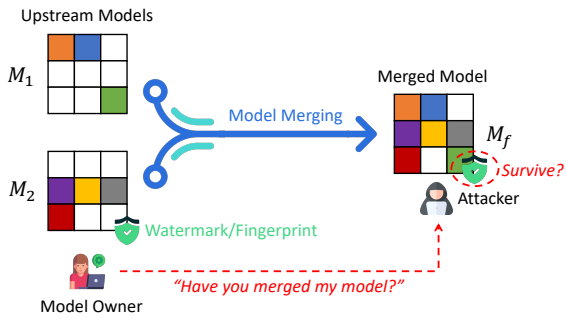 Upstream Models
M₁
Merged Model
Model Merging
M_f
Survive?
M₂
Attacker
Watermark/Fingerprint
"Have you merged my model?"
Model Owner